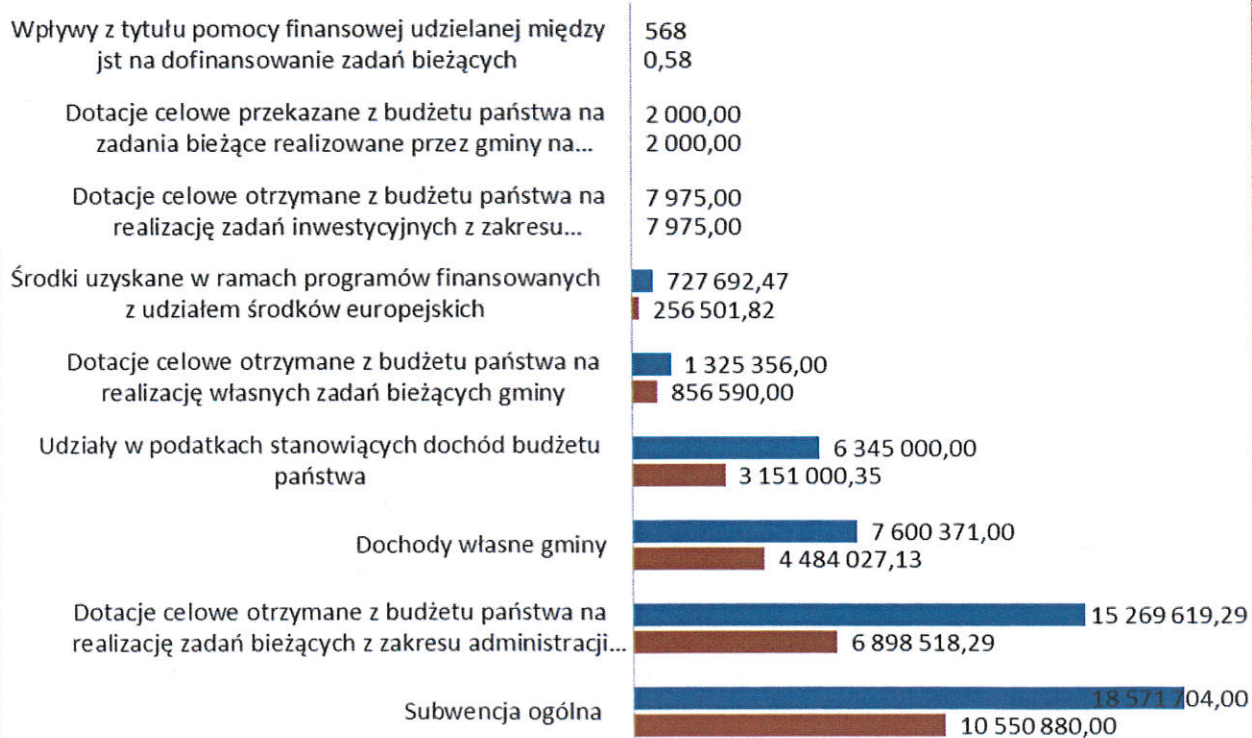 Wpływy z tytułu pomocy finansowej udzielanej między
jst na dofinansowanie zadań bieżących
568
0,58
Dotacje celowe przekazane z budżetu państwa na
zadania bieżące realizowane przez gminy na...
2 000,00
2 000,00
Dotacje celowe otrzymane z budżetu państwa na
realizację zadań inwestycyjnych z zakresu...
7 975,00
7 975,00
Środki uzyskane w ramach programów finansowanych
z udziałem środków europejskich
727 692,47
256 501,82
Dotacje celowe otrzymane z budżetu państwa na
realizację własnych zadań bieżących gminy
1 325 356,00
856 590,00
Udziały w podatkach stanowiących dochód budżetu
państwa
6 345 000,00
3 151 000,35
Dochody własne gminy
7 600 371,00
4 484 027,13
Dotacje celowe otrzymane z budżetu państwa na
realizację zadań bieżących z zakresu administracji...
15 269 619,29
6 898 518,29
Subwencja ogólna
18 571 704,00
10 550 880,00